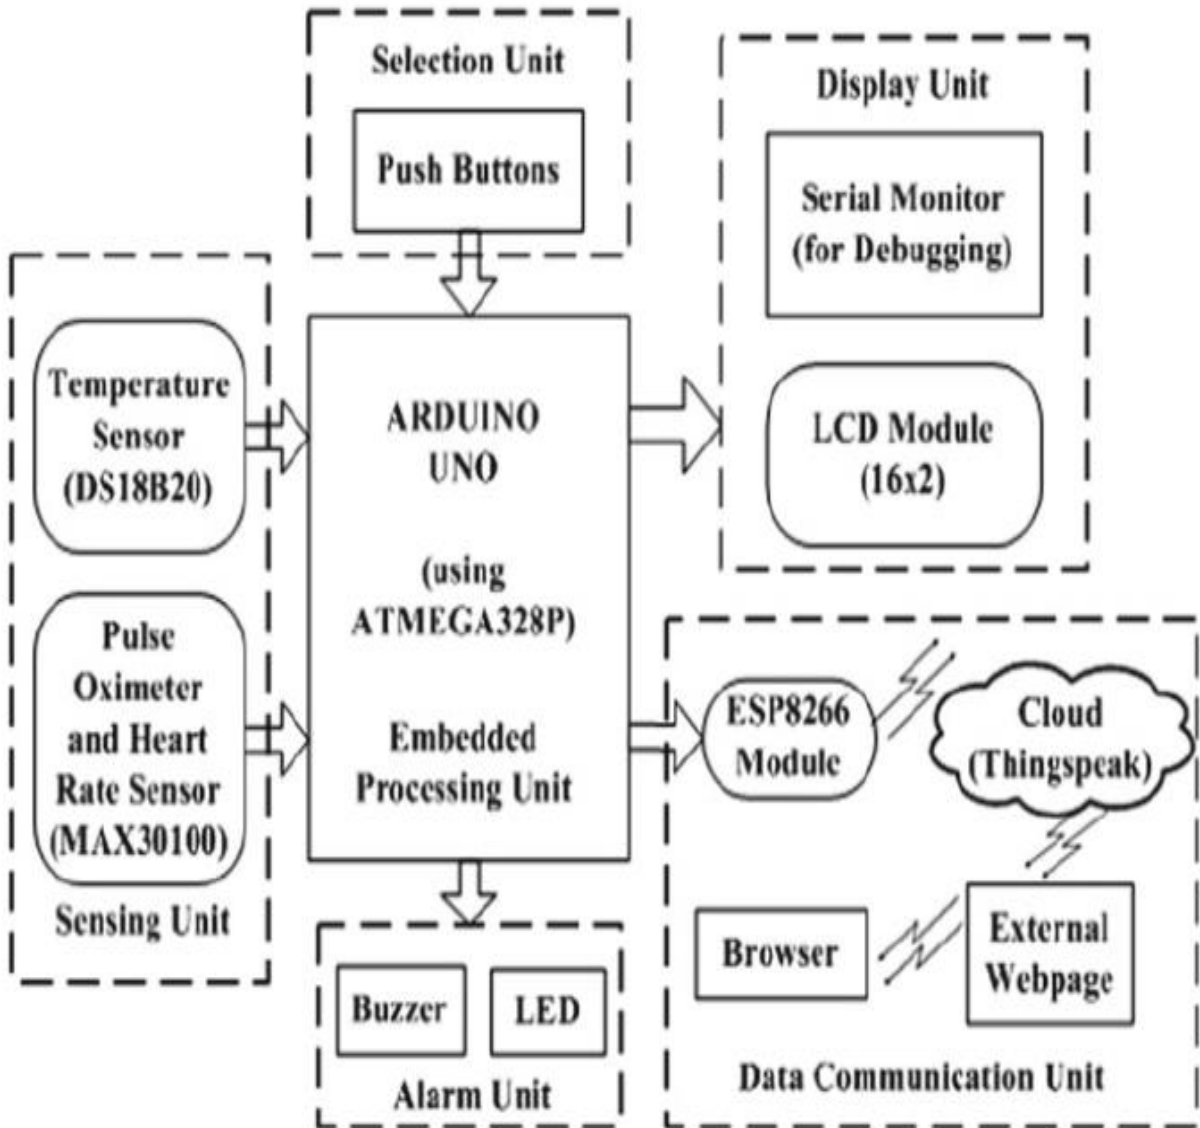 Selection Unit
Push Buttons
Display Unit
Serial Monitor
(for Debugging)
LCD Module
(16x2)
Temperature
Sensor
(DS18B20)
Pulse
Oximeter
and Heart
Rate Sensor
(MAX30100)
Sensing Unit
ARDUINO
UNO
(using
ATMEGA328P)
Embedded
Processing Unit
ESP8266
Module
Cloud
(Thingspeak)
External
Webpage
Browser
Data Communication Unit
Buzzer
LED
Alarm Unit